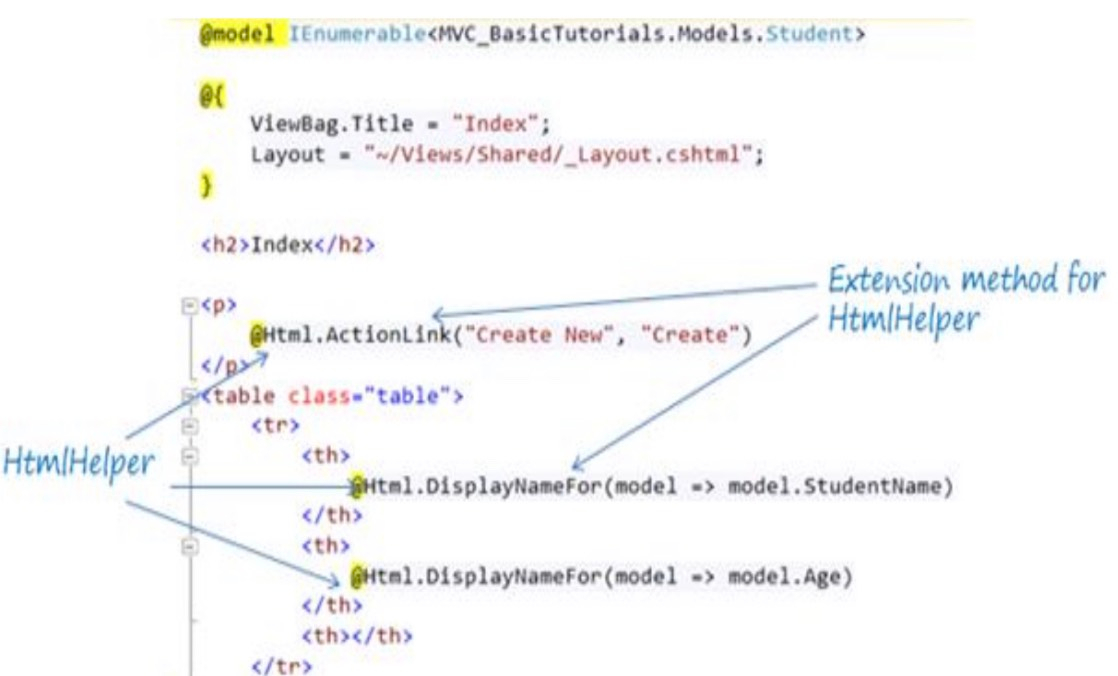 @model IEnumerable<MVC_BasicTutorials.Models.Student>
@{
ViewBag.Title = "Index";
Layout = "~/Views/Shared/_Layout.cshtml";
}
<h2>Index</h2>
<p>
@Html.ActionLink("Create New", "Create")
</p>
<table class="table">
<tr>
<th>
@Html.DisplayNameFor(model => model.StudentName)
</th>
<th>
@Html.DisplayNameFor(model => model.Age)
</th>
<th></th>
</tr>
Extension method for
HtmlHelper
HtmlHelper